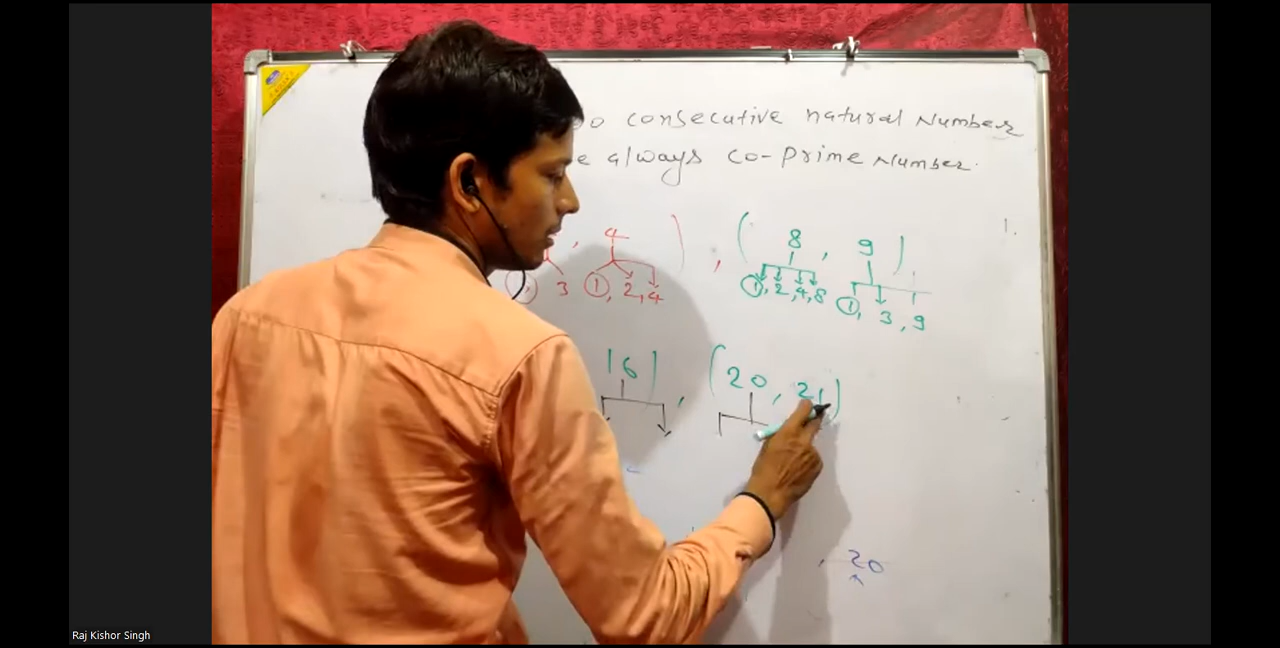 consecutive natural Number
always co-prime Number.
4 ) , ( 8 , 9 )
3 ①, 2, 4 ①, 2, 4, 8 ①, 3, 9
16 ) , ( 20 , 21 )
, 20
1.
Raj Kishor Singh